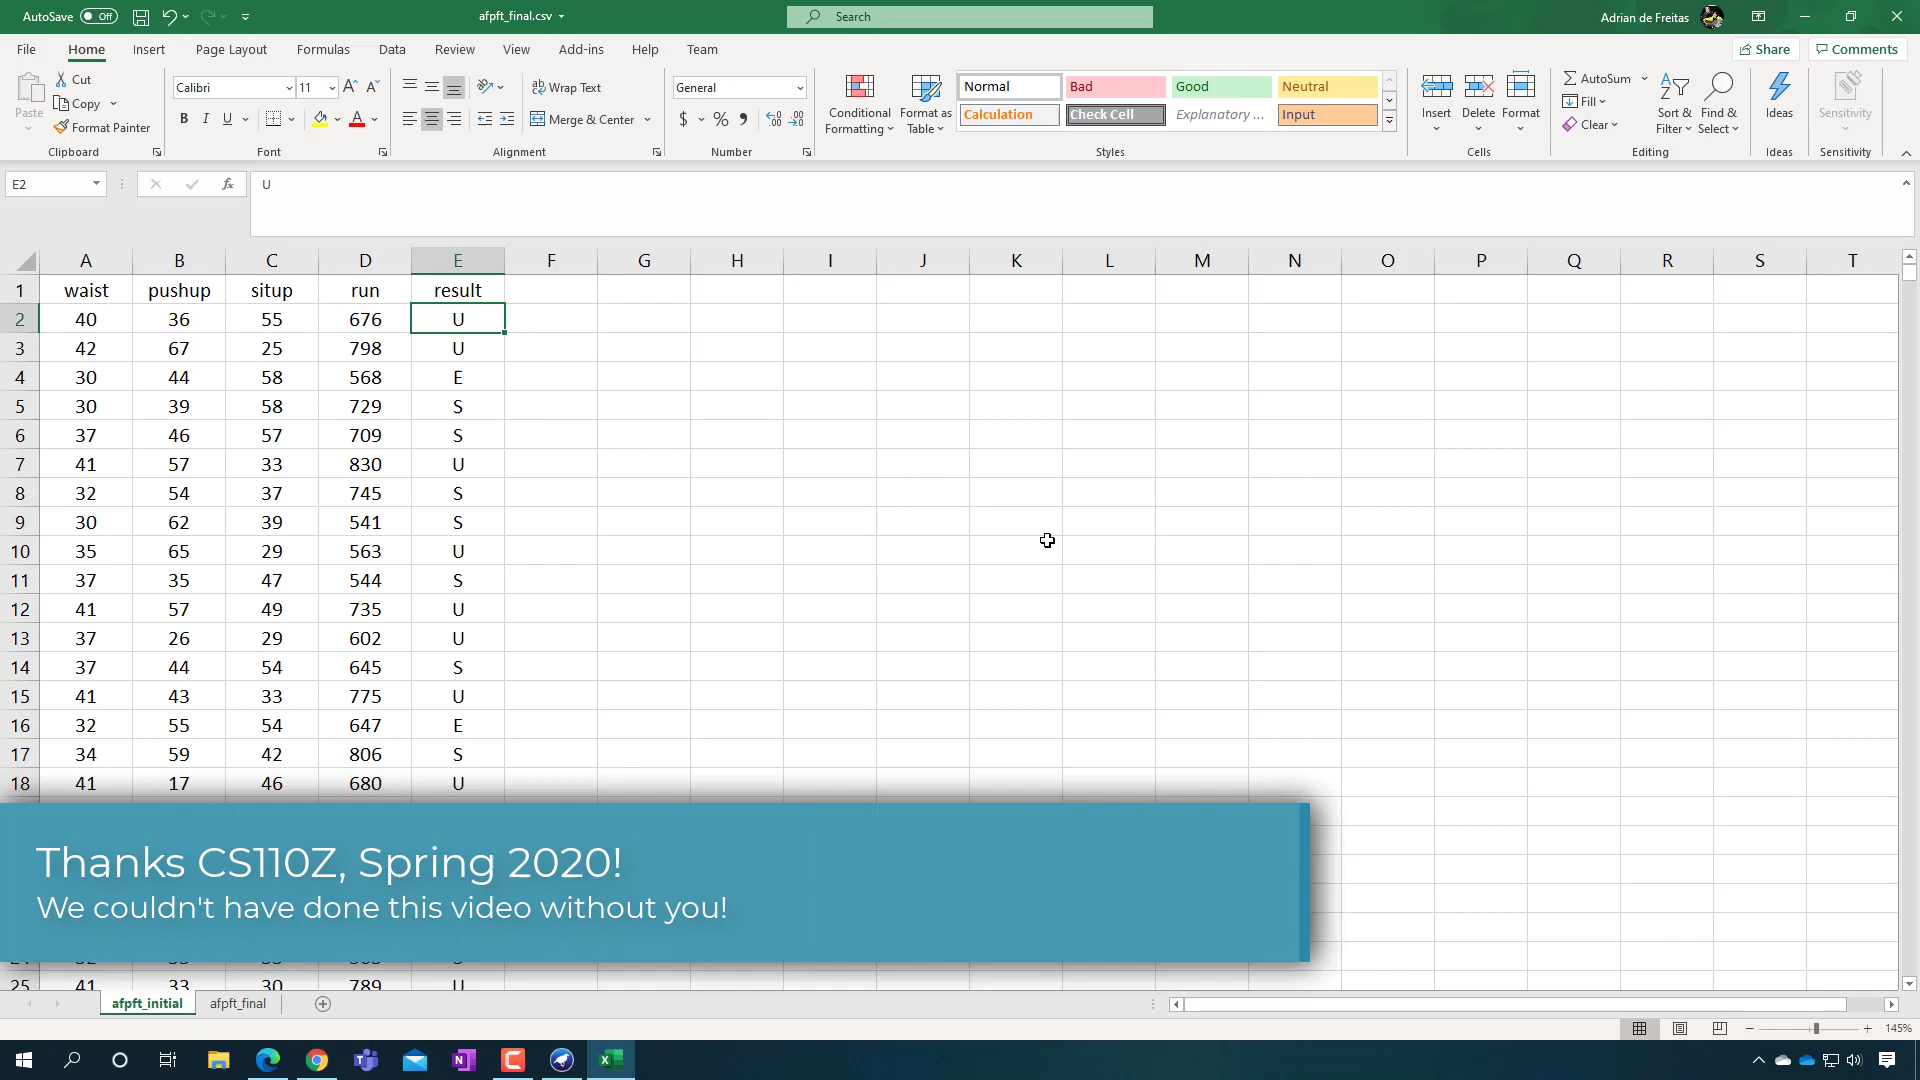 AutoSave Off afpft_final.csv Search Adrian de Freitas
File Home Insert Page Layout Formulas Data Review View Add-ins Help Team Share Comments
Paste Cut Copy Format Painter Clipboard
Calibri 11 B I U A Font
Wrap Text Merge & Center Alignment
General $ % Number
Conditional Formatting Format as Table
Normal Bad Good Neutral
Calculation Check Cell Explanatory ... Input
Styles
Insert Delete Format Cells
AutoSum Fill Clear Sort & Filter Find & Select Editing
Ideas Ideas
Sensitivity Sensitivity
E2 fx U
A B C D E F G H I J K L M N O P Q R S T
1 waist pushup situp run result
2 40 36 55 676 U
3 42 67 25 798 U
4 30 44 58 568 E
5 30 39 58 729 S
6 37 46 57 709 S
7 41 57 33 830 U
8 32 54 37 745 S
9 30 62 39 541 S
10 35 65 29 563 U
11 37 35 47 544 S
12 41 57 49 735 U
13 37 26 29 602 U
14 37 44 54 645 S
15 41 43 33 775 U
16 32 55 54 647 E
17 34 59 42 806 S
18 41 17 46 680 U
Thanks CS110Z, Spring 2020!
We couldn't have done this video without you!
25 41 33 30 789 U
afpft_initial afpft_final
145%